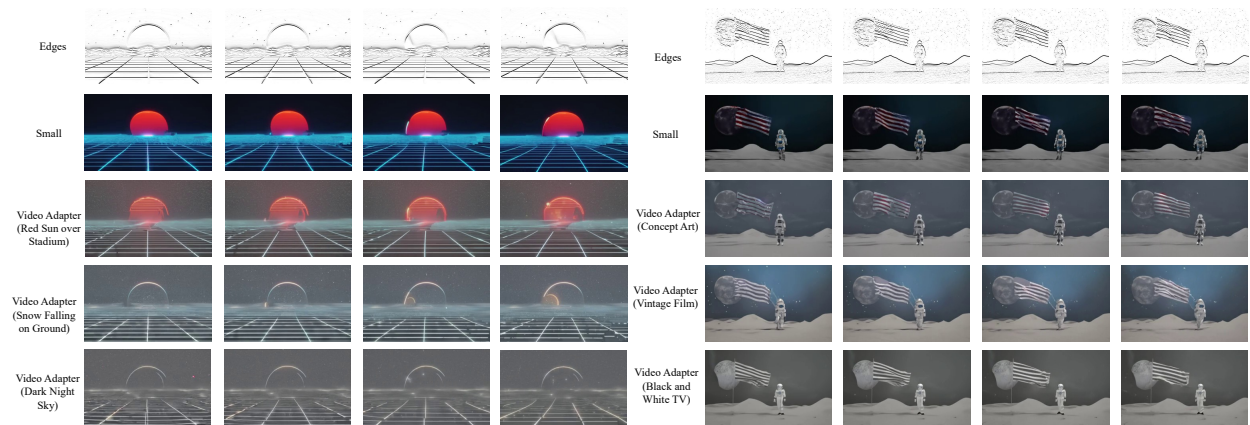 Edges
Small
Video Adapter
(Red Sun over
Stadium)
Video Adapter
(Snow Falling
on Ground)
Video Adapter
(Dark Night
Sky)
Edges
Small
Video Adapter
(Concept Art)
Video Adapter
(Vintage Film)
Video Adapter
(Black and
White TV)